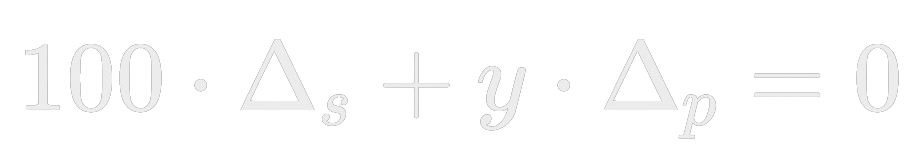 100 · Δ_s + y · Δ_p = 0